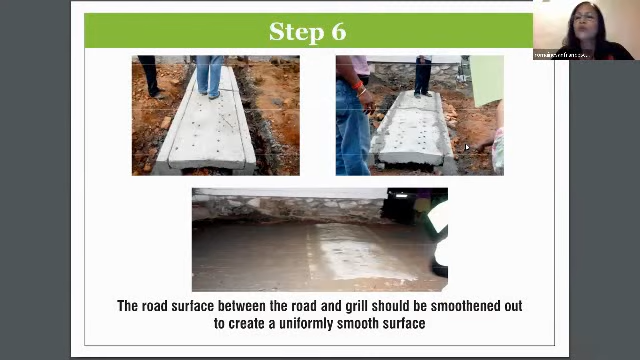 Step 6
The road surface between the road and grill should be smoothened out
to create a uniformly smooth surface